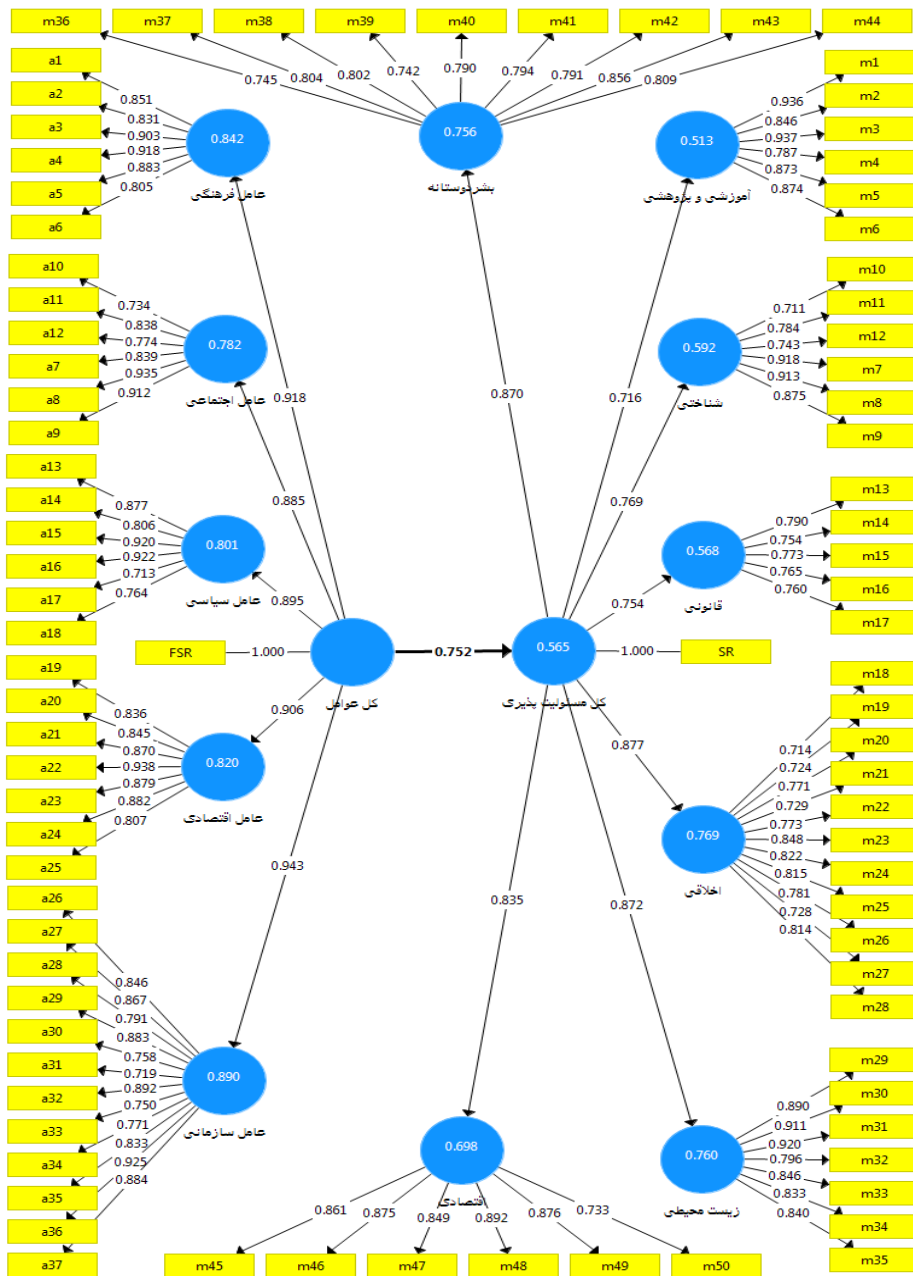 m36 m37 m38 m39 m40 m41 m42 m43 m44
0.745 0.804 0.802 0.742 0.790 0.794 0.791 0.856 0.809
0.756
بشردوستانه
a1
a2
a3
a4
a5
a6
0.851
0.831
0.903
0.918
0.883
0.805
0.842
عامل فرهنگی
m1
m2
m3
m4
m5
m6
0.936
0.846
0.937
0.787
0.873
0.874
0.513
آموزشی و پژوهشی
a10
a11
a12
a7
a8
a9
0.734
0.838
0.774
0.839
0.935
0.912
0.782
عامل اجتماعی
m10
m11
m12
m7
m8
m9
0.711
0.784
0.743
0.918
0.913
0.875
0.592
شناختی
0.918
0.885
0.870
0.716
0.769
a13
a14
a15
a16
a17
a18
0.877
0.806
0.920
0.922
0.713
0.764
0.801
عامل سیاسی
0.895
m13
m14
m15
m16
m17
0.790
0.754
0.773
0.765
0.760
0.568
قانونی
0.754
FSR
1.000
کل عوامل
0.752
0.565
کل مسئولیت پذیری
1.000
SR
a19
a20
a21
a22
a23
a24
a25
0.836
0.845
0.870
0.938
0.879
0.882
0.807
0.820
عامل اقتصادی
0.906
m18
m19
m20
m21
m22
m23
m24
m25
m26
m27
m28
0.714
0.724
0.771
0.729
0.773
0.848
0.822
0.815
0.781
0.728
0.814
0.769
اخلاقی
0.877
0.943
0.835
0.872
a26
a27
a28
a29
a30
a31
a32
a33
a34
a35
a36
a37
0.846
0.867
0.791
0.883
0.758
0.719
0.892
0.750
0.771
0.833
0.925
0.884
0.890
عامل سازمانی
0.698
اقتصادی
0.861 0.875 0.849 0.892 0.876 0.733
m45 m46 m47 m48 m49 m50
m29
m30
m31
m32
m33
m34
m35
0.890
0.911
0.920
0.796
0.846
0.833
0.840
0.760
زیست محیطی